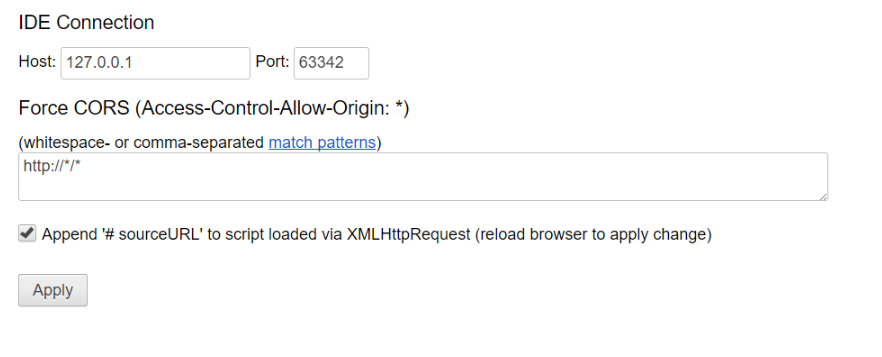 IDE Connection
Host: 127.0.0.1 Port: 63342
Force CORS (Access-Control-Allow-Origin: *)
(whitespace- or comma-separated match patterns)
http://*/*
Append '# sourceURL' to script loaded via XMLHttpRequest (reload browser to apply change)
Apply